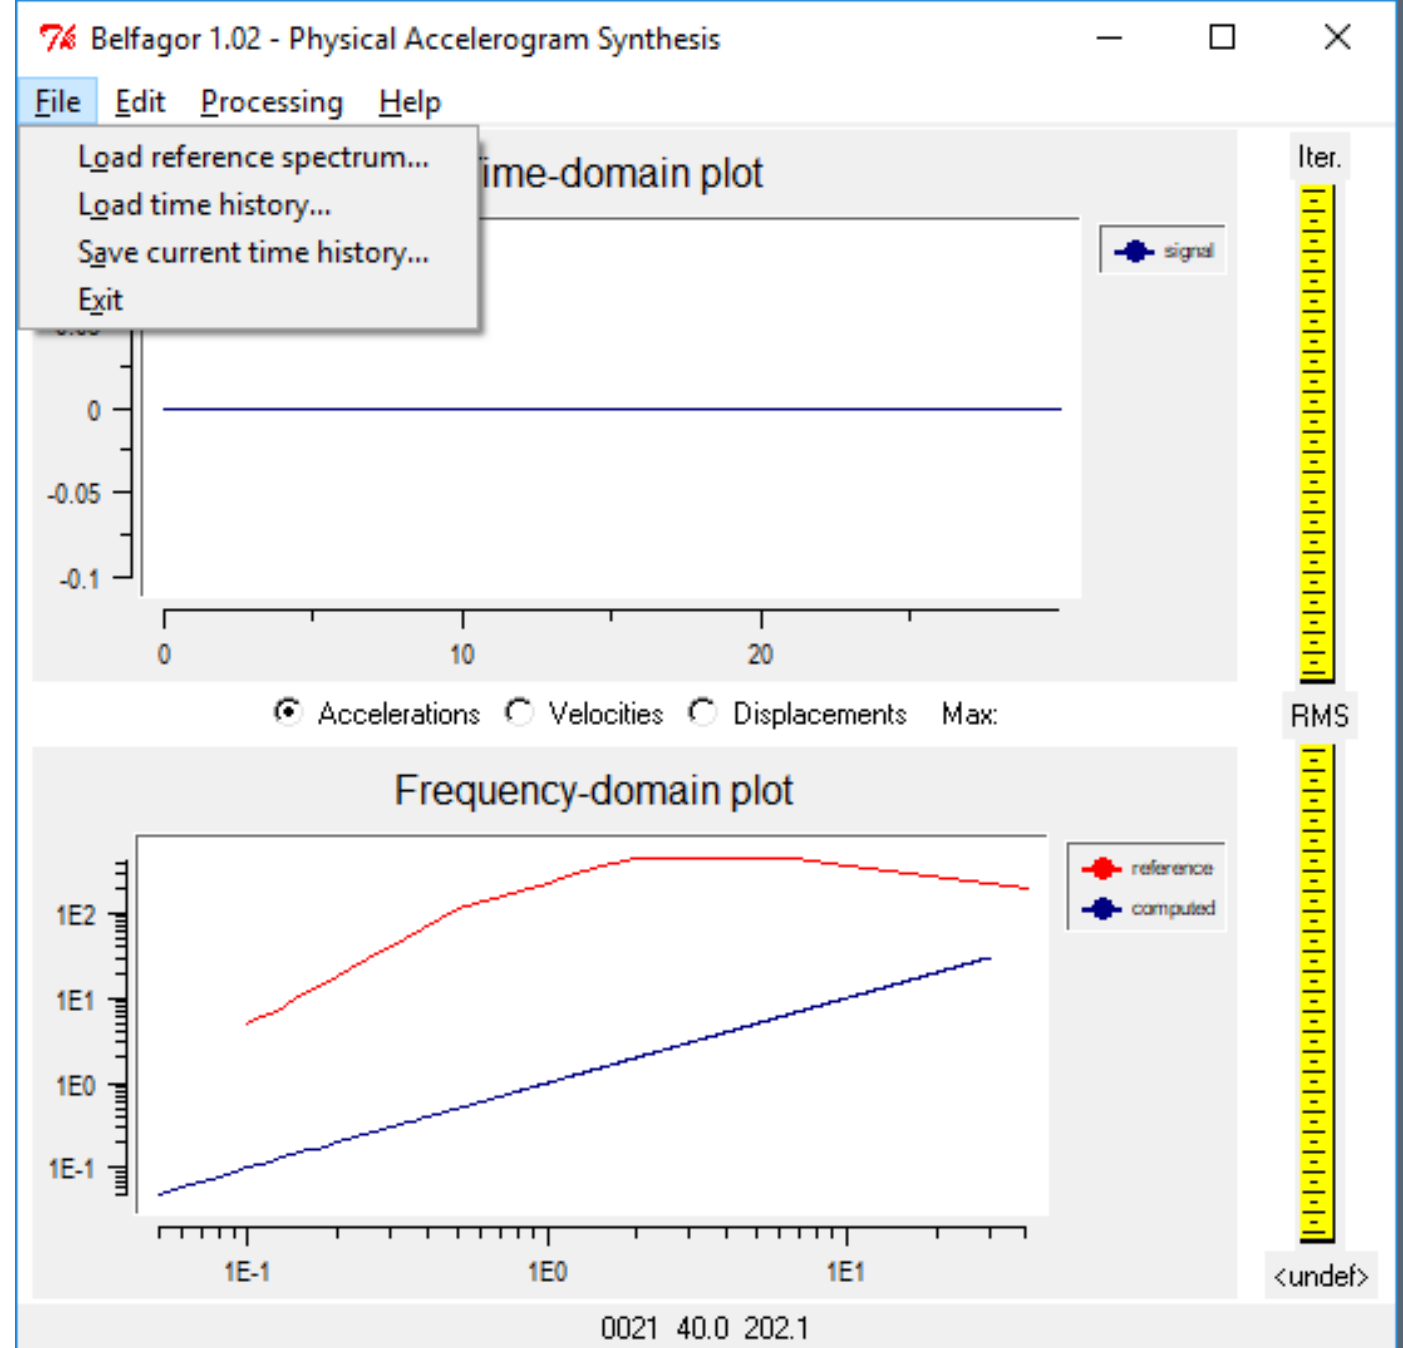 Belfagor 1.02 - Physical Accelerogram Synthesis
File Edit Processing Help
Load reference spectrum...
Load time history...
Save current time history...
Exit
ime-domain plot
Iter.
signal
0
-0.05
-0.1
0 10 20
Accelerations Velocities Displacements Max:
RMS
Frequency-domain plot
reference
computed
1E2
1E1
1E0
1E-1
1E-1 1E0 1E1
<undef>
0021 40.0 202.1